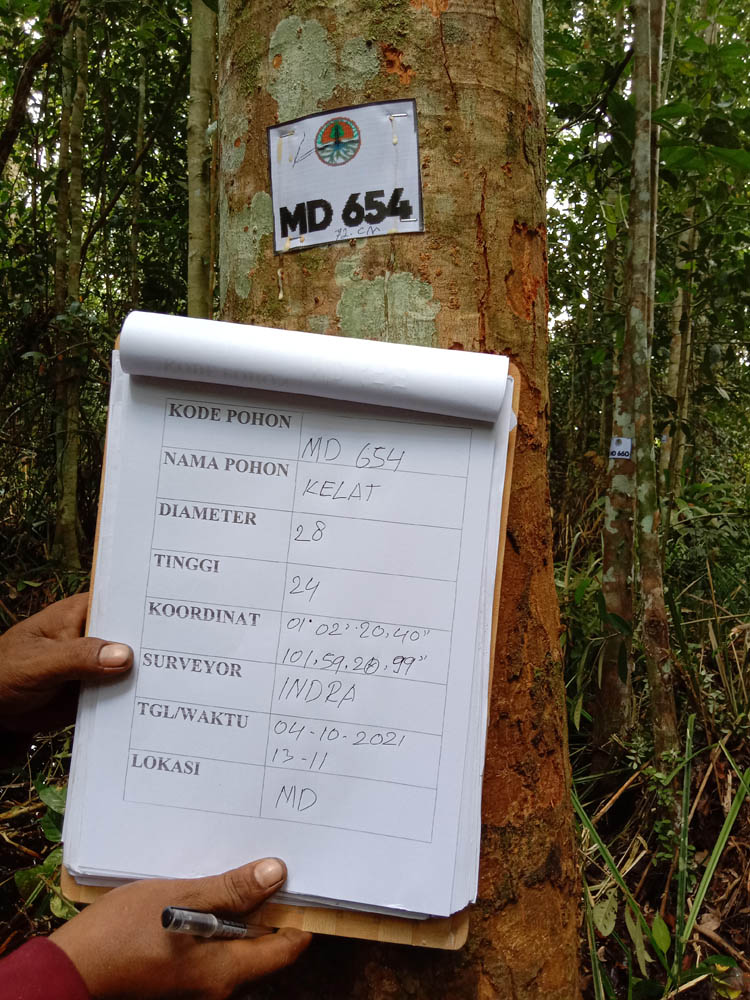 MD 654
72. CM
KODE POHON MD 654
NAMA POHON KELAT
DIAMETER 28
TINGGI 24
KOORDINAT 01° 02'. 20,40"
101,59,20,99"
SURVEYOR INDRA
TGL/WAKTU 04-10-2021
13-11
LOKASI MD
MD 660